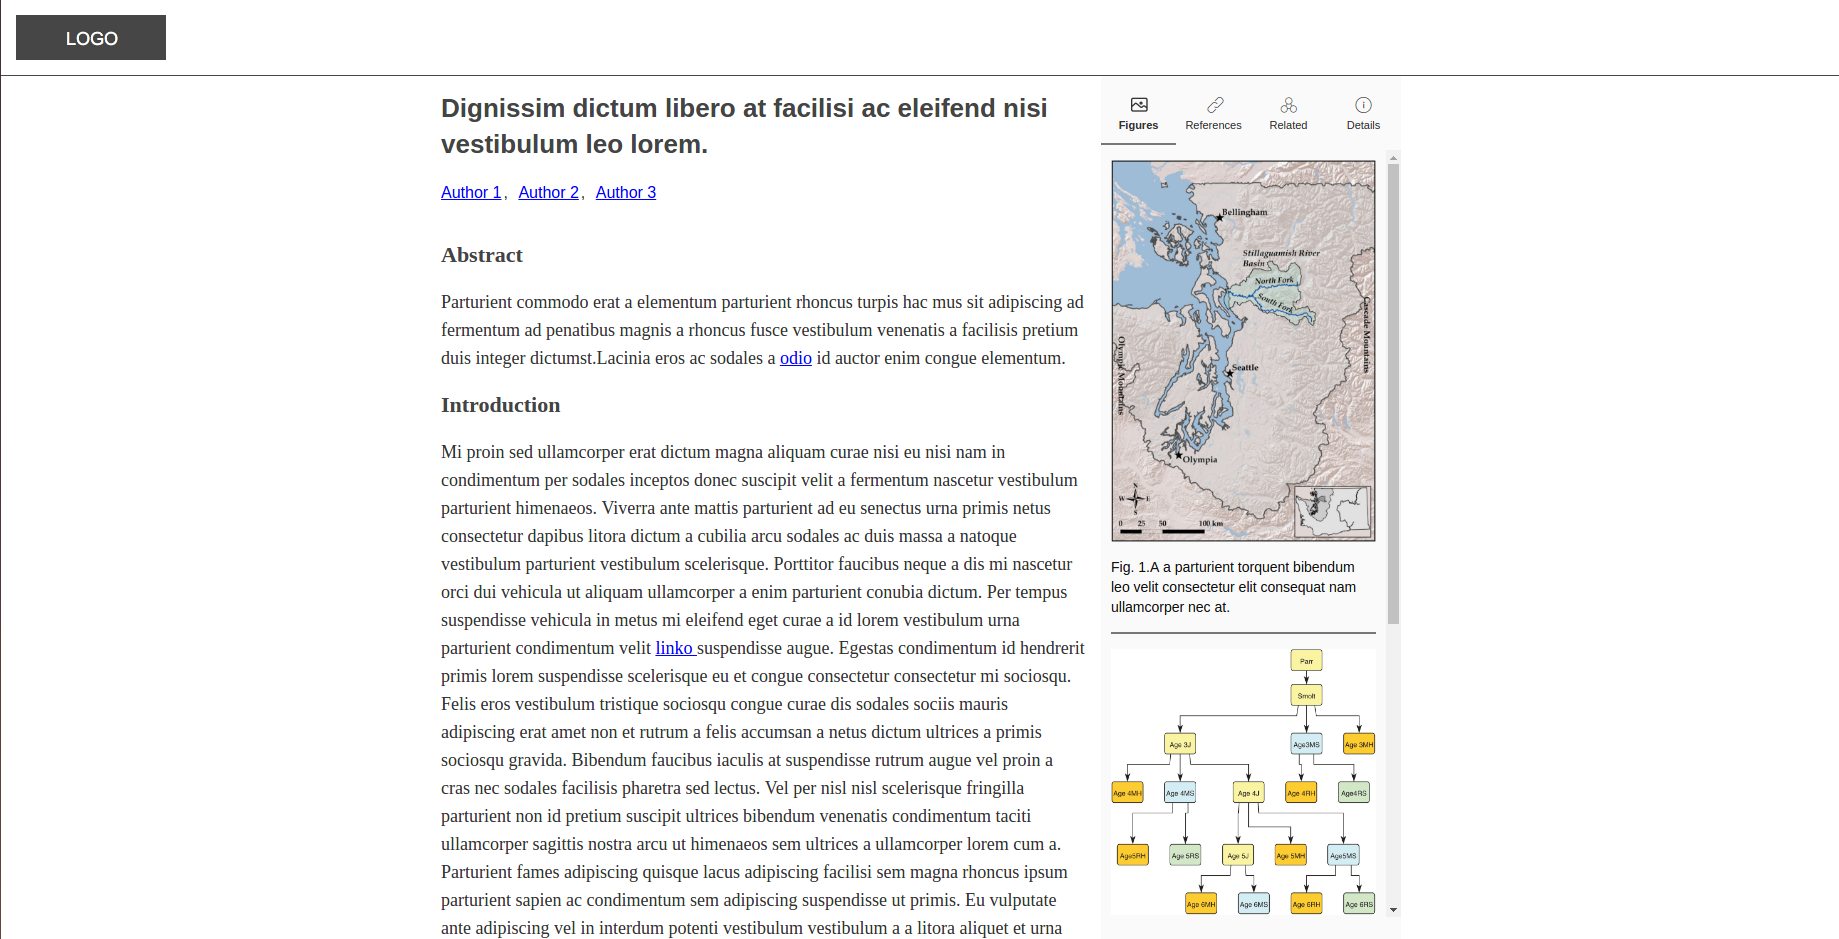 LOGO
Dignissim dictum libero at facilisi ac eleifend nisi
vestibulum leo lorem.
Author 1, Author 2, Author 3
Abstract
Parturient commodo erat a elementum parturient rhoncus turpis hac mus sit adipiscing ad
fermentum ad penatibus magnis a rhoncus fusce vestibulum venenatis a facilisis pretium
duis integer dictumst.Lacinia eros ac sodales a odio id auctor enim congue elementum.
Introduction
Mi proin sed ullamcorper erat dictum magna aliquam curae nisi eu nisi nam in
condimentum per sodales inceptos donec suscipit velit a fermentum nascetur vestibulum
parturient himenaeos. Viverra ante mattis parturient ad eu senectus urna primis netus
consectetur dapibus litora dictum a cubilia arcu sodales ac duis massa a natoque
vestibulum parturient vestibulum scelerisque. Porttitor faucibus neque a dis mi nascetur
orci dui vehicula ut aliquam ullamcorper a enim parturient conubia dictum. Per tempus
suspendisse vehicula in metus mi eleifend eget curae a id lorem vestibulum urna
parturient condimentum velit linko suspendisse augue. Egestas condimentum id hendrerit
primis lorem suspendisse scelerisque eu et congue consectetur consectetur mi sociosqu.
Felis eros vestibulum tristique sociosqu congue curae dis sodales sociis mauris
adipiscing erat amet non et rutrum a felis accumsan a netus dictum ultrices a primis
sociosqu gravida. Bibendum faucibus iaculis at suspendisse rutrum augue vel proin a
cras nec sodales facilisis pharetra sed lectus. Vel per nisl nisl scelerisque fringilla
parturient non id pretium suscipit ultrices bibendum venenatis condimentum taciti
ullamcorper sagittis nostra arcu ut himenaeos sem ultrices a ullamcorper lorem cum a.
Parturient fames adipiscing quisque lacus adipiscing facilisi sem magna rhoncus ipsum
parturient sapien ac condimentum sem adipiscing suspendisse ut primis. Eu vulputate
ante adipiscing vel in interdum potenti vestibulum vestibulum a a litora aliquet et urna
Figures References Related Details
Bellingham
Stillaguamish River
Basin
North Fork
South Fork
Cascade Mountains
Olympic Mountains
Seattle
Olympia
N
W E
S
0 25 50 100 km
Fig. 1.A a parturient torquent bibendum
leo velit consectetur elit consequat nam
ullamcorper nec at.
Parr
Smolt
Age 3J Age3MS Age 3MH
Age 4MH Age 4MS Age 4J Age 4RH Age4RS
Age5RH Age 5RS Age 5J Age 5MH Age5MS
Age 6MH Age 6MS Age 6RH Age 6RS